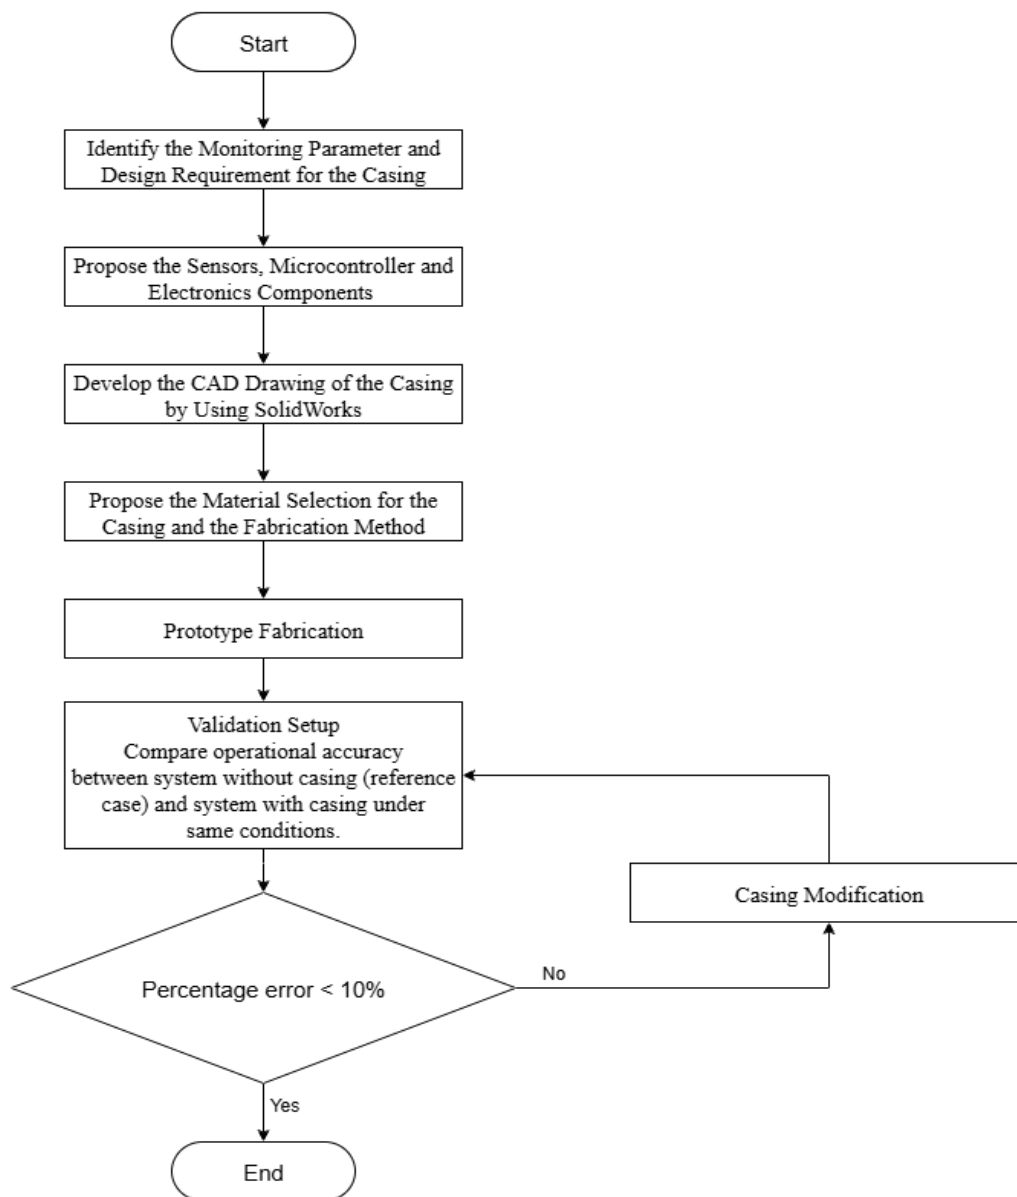 Start
Identify the Monitoring Parameter and
Design Requirement for the Casing
Propose the Sensors, Microcontroller and
Electronics Components
Develop the CAD Drawing of the Casing
by Using SolidWorks
Propose the Material Selection for the
Casing and the Fabrication Method
Prototype Fabrication
Validation Setup
Compare operational accuracy
between system without casing (reference
case) and system with casing under
same conditions.
Casing Modification
Percentage error < 10%
No
Yes
End